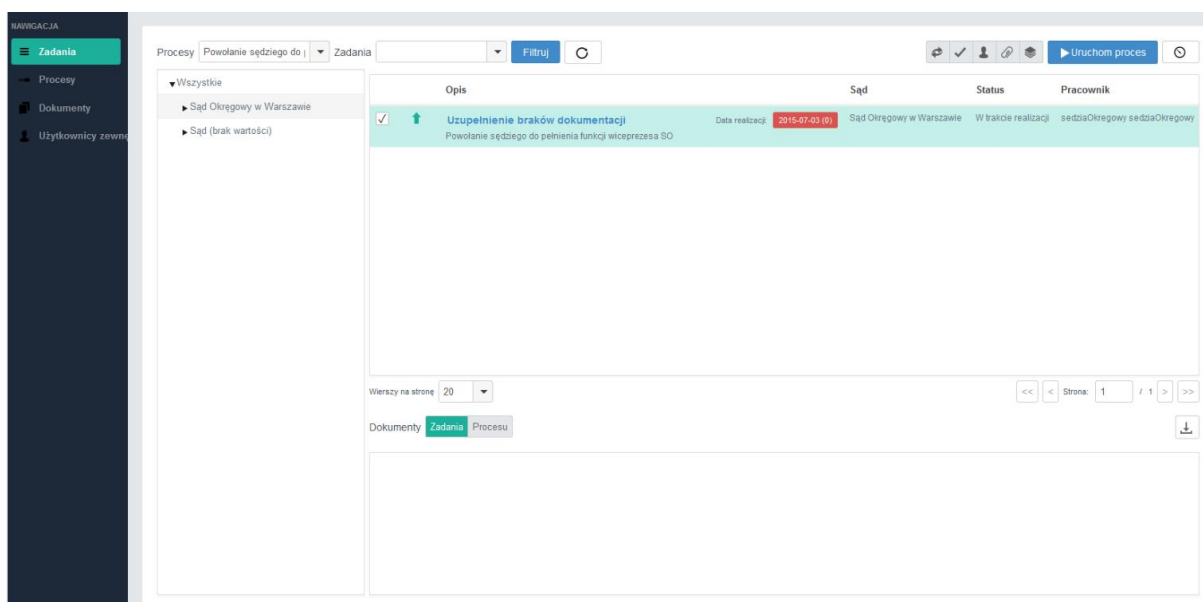 NAWIGACJA
Zadania
Procesy
Dokumenty
Użytkownicy zewnę
Procesy Powołanie sędziego do p Zadania Filtruj Uruchom proces
Wszystkie
Sąd Okręgowy w Warszawie
Sąd (brak wartości)
Opis Sąd Status Pracownik
Uzupełnienie braków dokumentacji Data realizacji: 2015-07-03 (0) Sąd Okręgowy w Warszawie W trakcie realizacji sedziaOkregowy sedziaOkregowy
Powołanie sędziego do pełnienia funkcji wiceprezesa SO
Wierszy na stronę 20 << < Strona: 1 / 1 > >>
Dokumenty Zadania Procesu